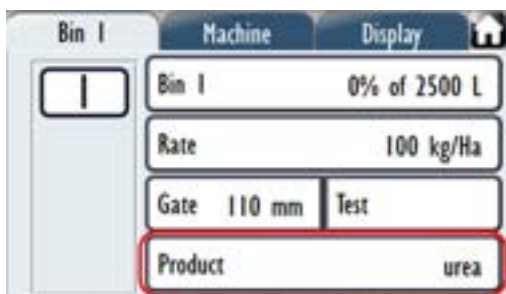 Bin 1 Machine Display
1
Bin 1 0% of 2500 L
Rate 100 kg/Ha
Gate 110 mm Test
Product urea